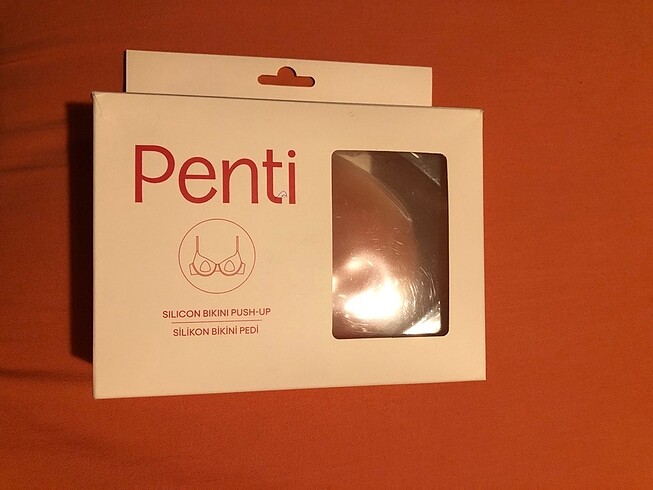 Penti
SILICON BIKINI PUSH-UP
SİLİKON BİKİNİ PEDİ